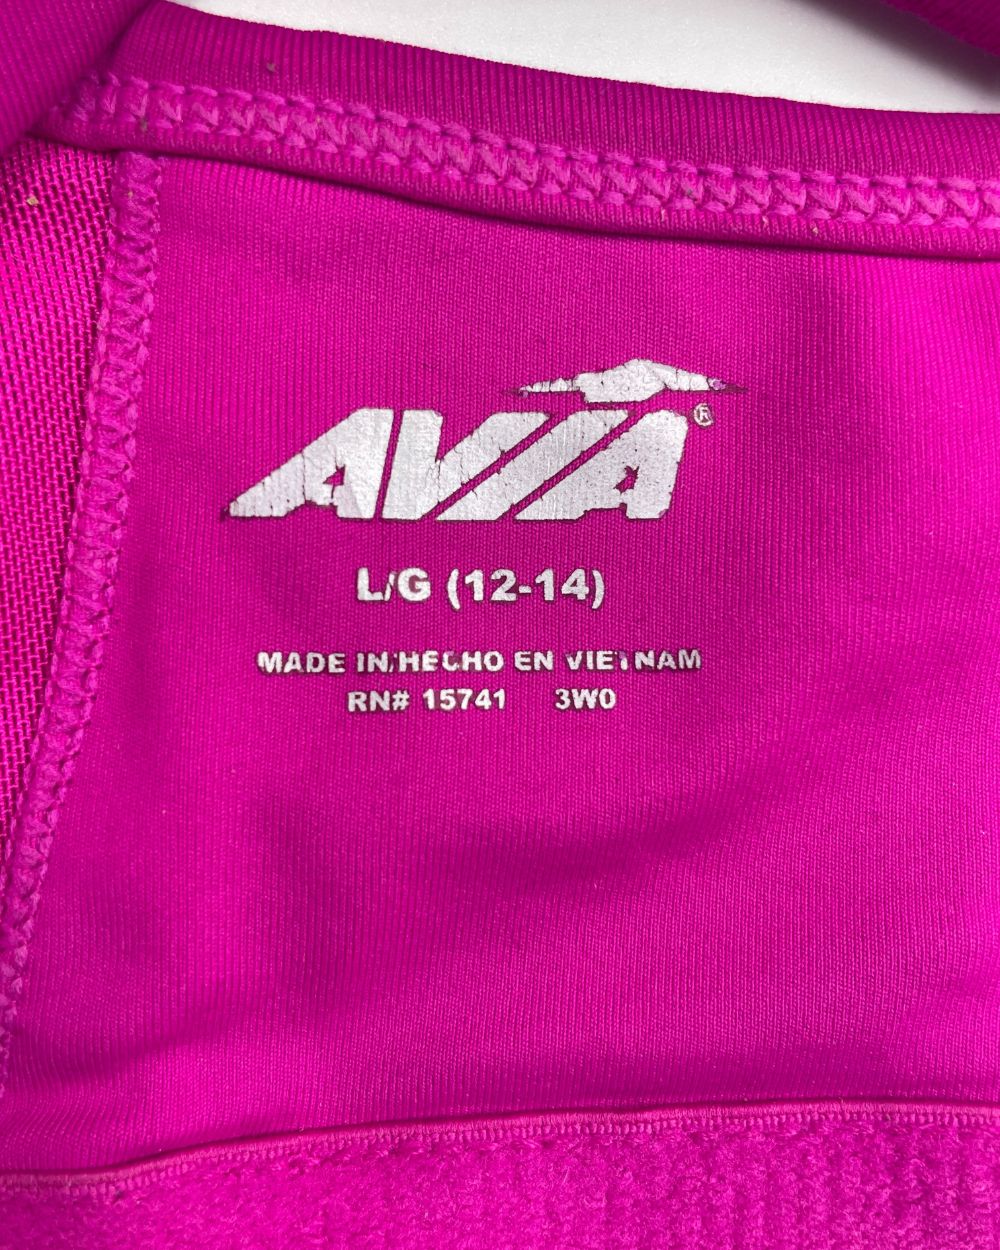 AVIA®
L/G (12-14)
MADE IN/HECHO EN VIETNAM
RN# 15741 3W0